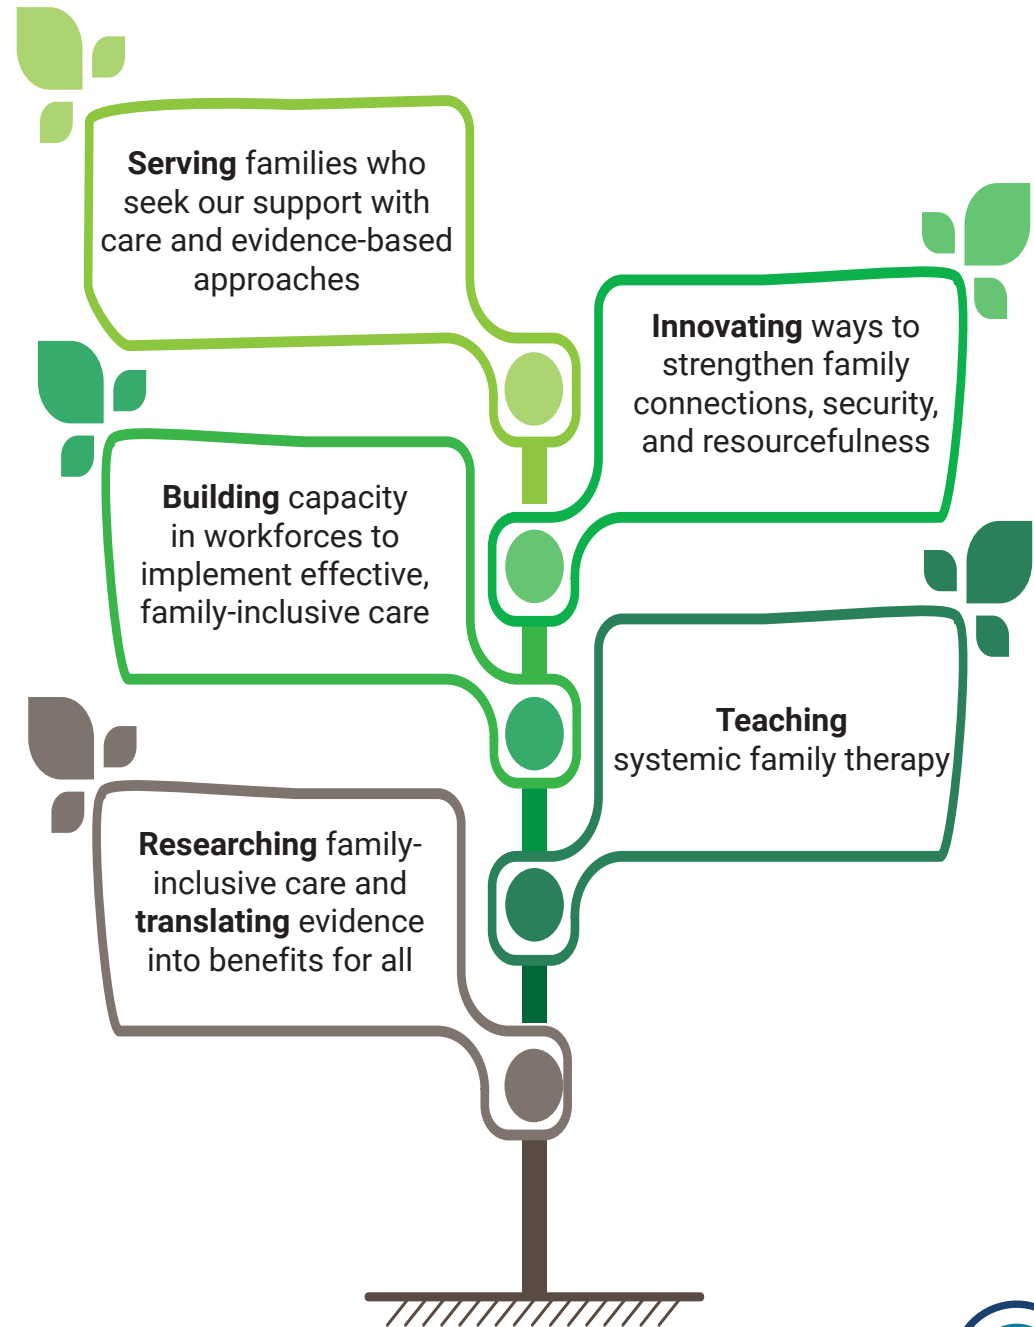 Serving families who
seek our support with
care and evidence-based
approaches
Innovating ways to
strengthen family
connections, security,
and resourcefulness
Building capacity
in workforces to
implement effective,
family-inclusive care
Teaching
systemic family therapy
Researching family-
inclusive care and
translating evidence
into benefits for all